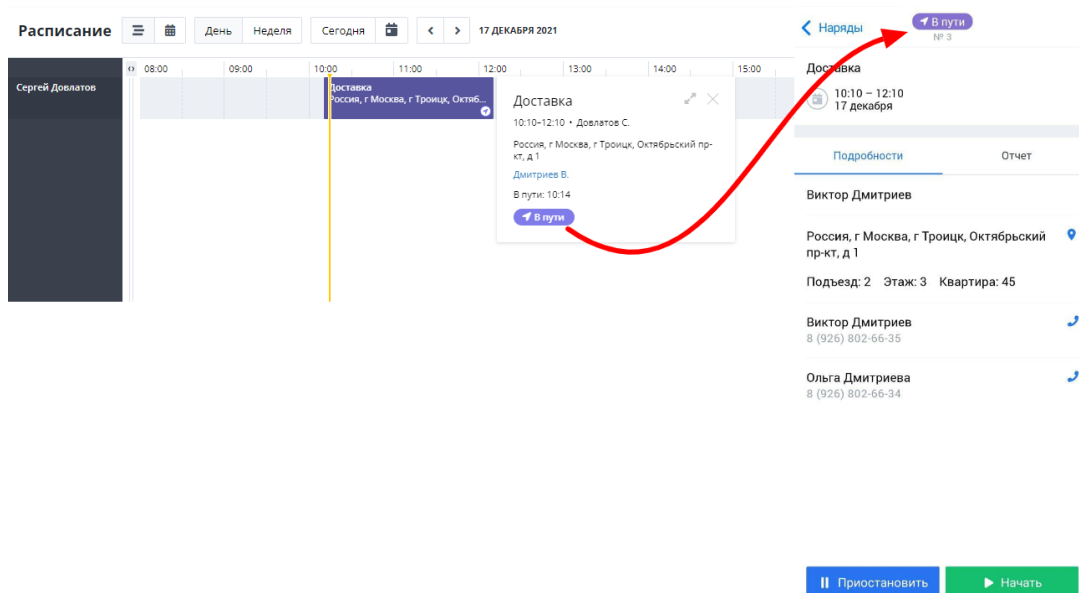 Расписание
День
Неделя
Сегодня
17 ДЕКАБРЯ 2021
08:00
09:00
10:00
11:00
12:00
13:00
14:00
15:00
Сергей Довлатов
Доставка
Россия, г Москва, г Троицк, Октяб...
Доставка
10:10–12:10 • Довлатов С.
Россия, г Москва, г Троицк, Октябрьский пр-
кт, д 1
Дмитриев В.
В пути: 10:14
В пути
Наряды
В пути
№ 3
Доставка
10:10 – 12:10
17 декабря
Подробности
Отчет
Виктор Дмитриев
Россия, г Москва, г Троицк, Октябрьский
пр-кт, д 1
Подъезд: 2 Этаж: 3 Квартира: 45
Виктор Дмитриев
8 (926) 802-66-35
Ольга Дмитриева
8 (926) 802-66-34
Приостановить
Начать